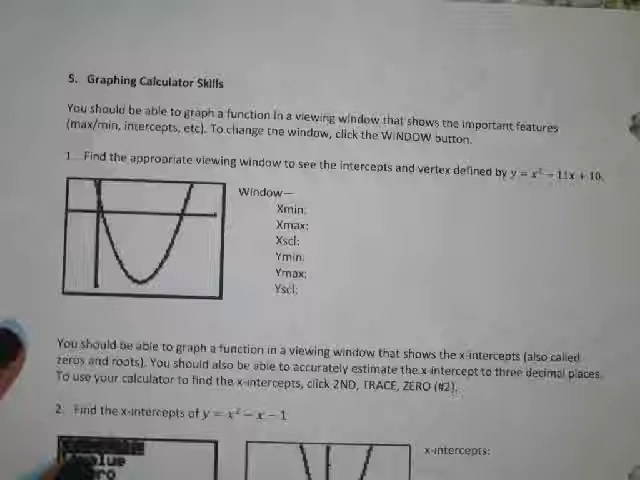 5. Graphing Calculator Skills
You should be able to graph a function in a viewing window that shows the important features
(max/min, intercepts, etc). To change the window, click the WINDOW button.
1. Find the appropriate viewing window to see the intercepts and vertex defined by y = x² - 11x + 10.
Window—
Xmin:
Xmax:
Xscl:
Ymin:
Ymax:
Yscl:
You should be able to graph a function in a viewing window that shows the x-intercepts (also called
zeros and roots). You should also be able to accurately estimate the x-intercept to three decimal places.
To use your calculator to find the x-intercepts, click 2ND, TRACE, ZERO (#2).
2. Find the x-intercepts of y = x² - x - 1
x-intercepts: